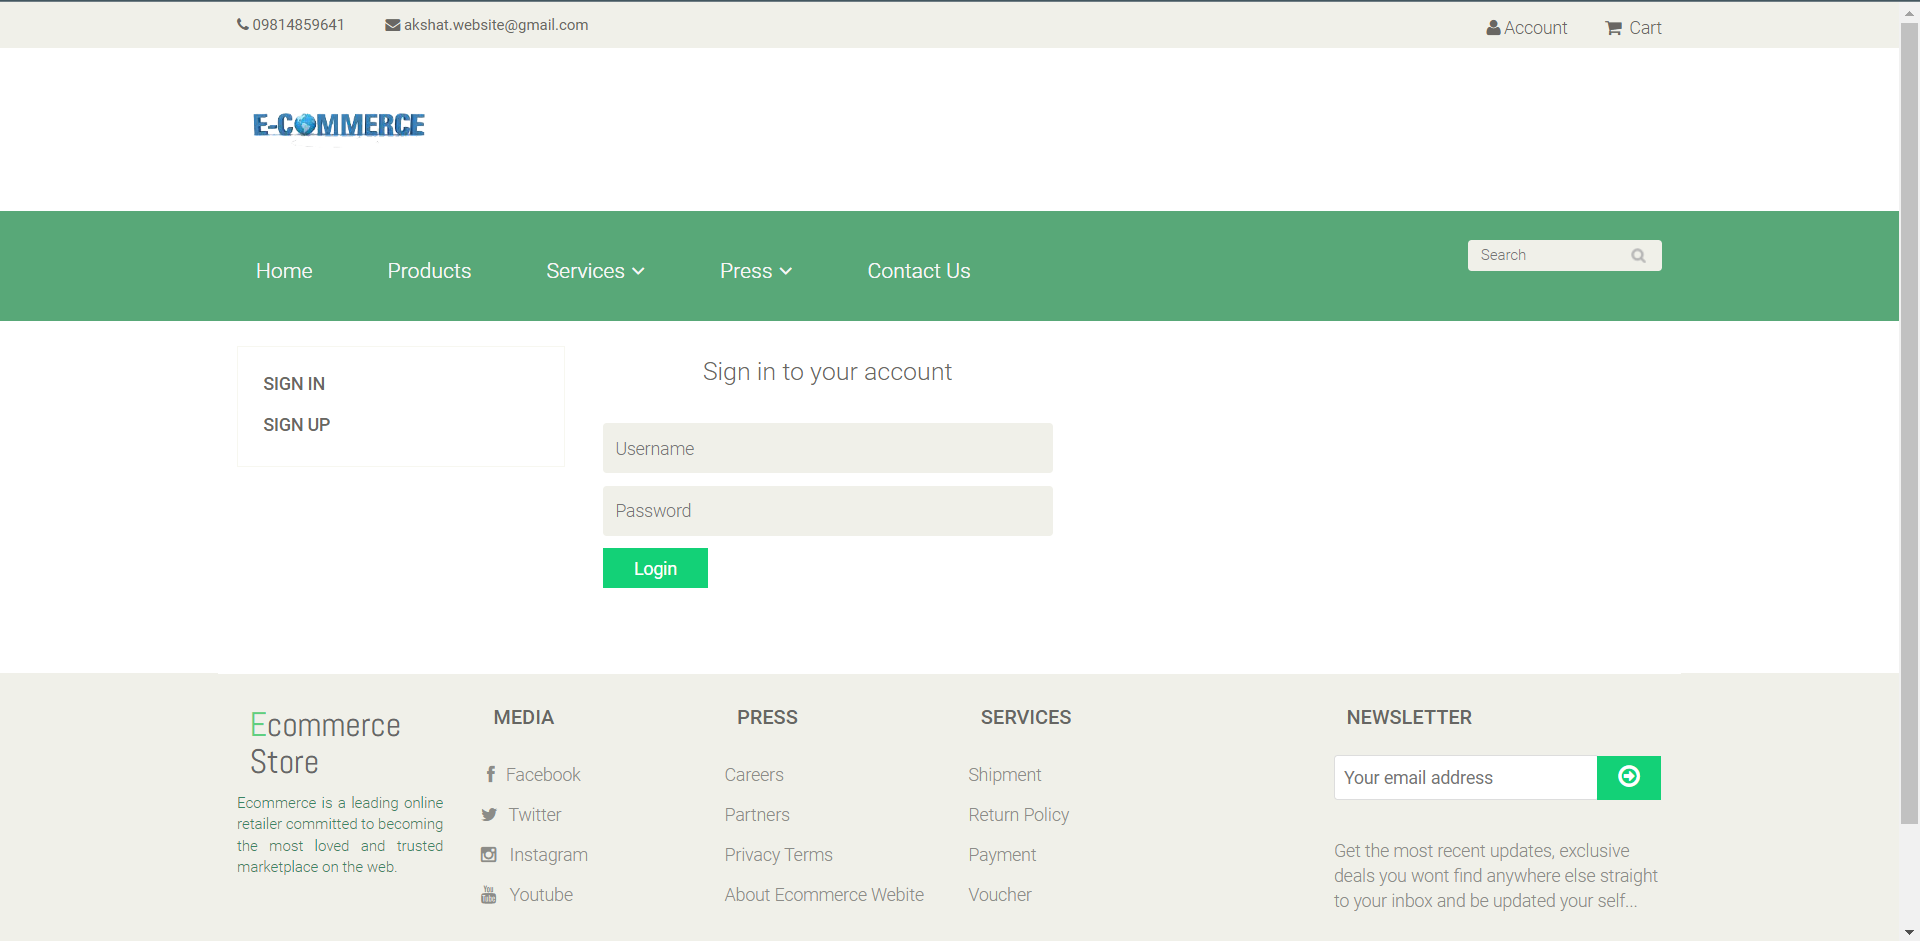 09814859641 akshat.website@gmail.com Account Cart
E-COMMERCE
Home Products Services Press Contact Us Search
SIGN IN
SIGN UP
Sign in to your account
Username
Password
Login
Ecommerce
Store
Ecommerce is a leading online
retailer committed to becoming
the most loved and trusted
marketplace on the web.
MEDIA
Facebook
Twitter
Instagram
You
Tube
Youtube
PRESS
Careers
Partners
Privacy Terms
About Ecommerce Webite
SERVICES
Shipment
Return Policy
Payment
Voucher
NEWSLETTER
Your email address
Get the most recent updates, exclusive
deals you wont find anywhere else straight
to your inbox and be updated your self...